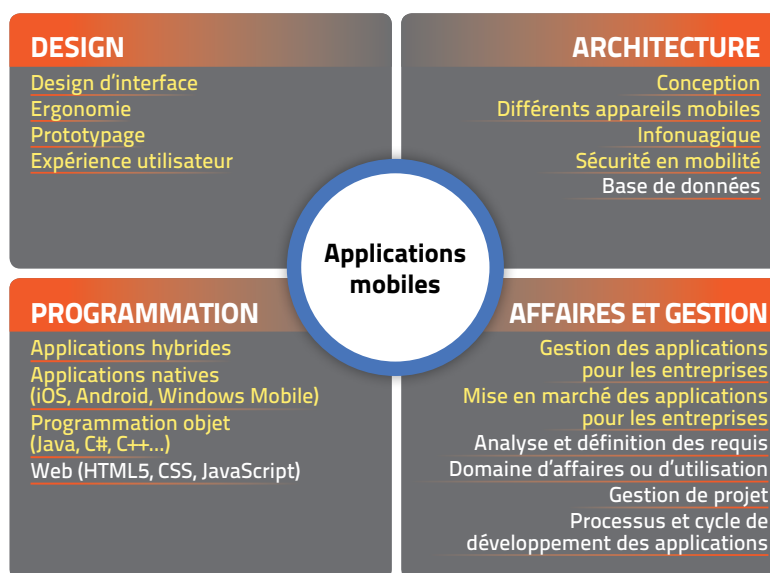 DESIGN
Design d'interface
Ergonomie
Prototypage
Expérience utilisateur
ARCHITECTURE
Conception
Différents appareils mobiles
Infonuagique
Sécurité en mobilité
Base de données
Applications
mobiles
PROGRAMMATION
Applications hybrides
Applications natives
(iOS, Android, Windows Mobile)
Programmation objet
(Java, C#, C++...)
Web (HTML5, CSS, JavaScript)
AFFAIRES ET GESTION
Gestion des applications
pour les entreprises
Mise en marché des applications
pour les entreprises
Analyse et définition des requis
Domaine d'affaires ou d'utilisation
Gestion de projet
Processus et cycle de
développement des applications